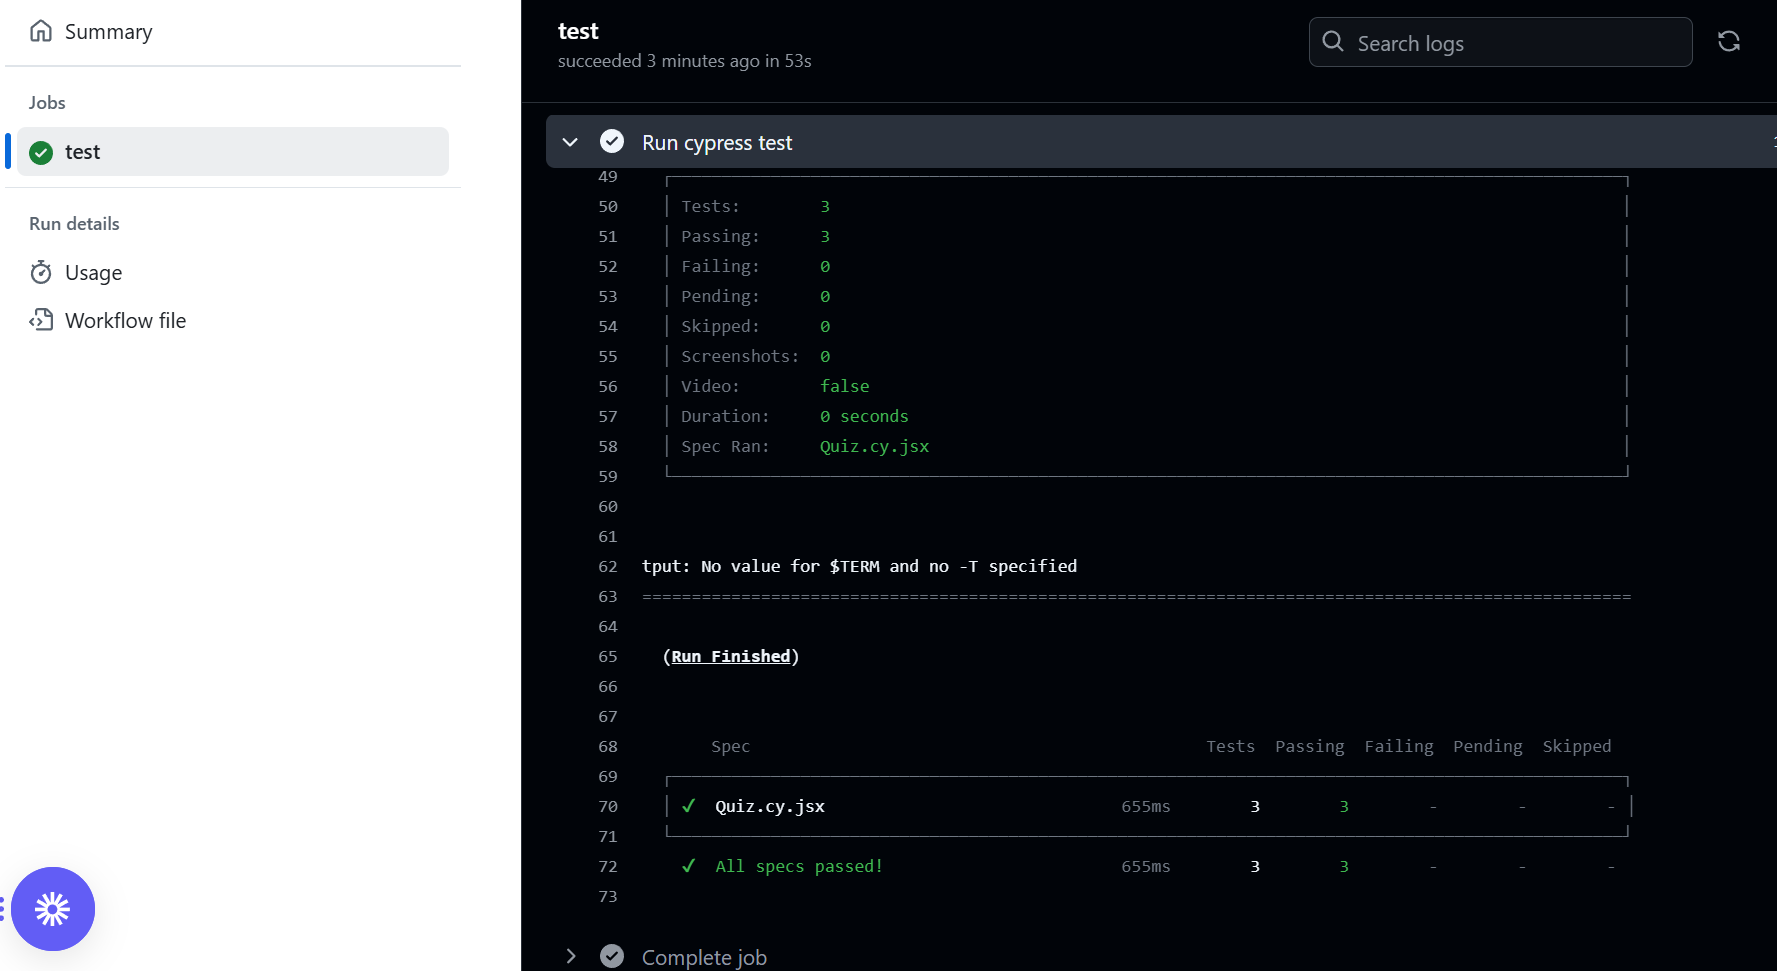 Summary
Jobs
test
Run details
Usage
Workflow file
test
succeeded 3 minutes ago in 53s
Search logs
Run cypress test
49
50 Tests: 3
51 Passing: 3
52 Failing: 0
53 Pending: 0
54 Skipped: 0
55 Screenshots: 0
56 Video: false
57 Duration: 0 seconds
58 Spec Ran: Quiz.cy.jsx
59
60
61
62 tput: No value for $TERM and no -T specified
63 ====================================================================================================
64
65 (Run Finished)
66
67
68 Spec Tests Passing Failing Pending Skipped
69
70 ✓ Quiz.cy.jsx 655ms 3 3 - - -
71
72 ✓ All specs passed! 655ms 3 3 - - -
73
Complete job